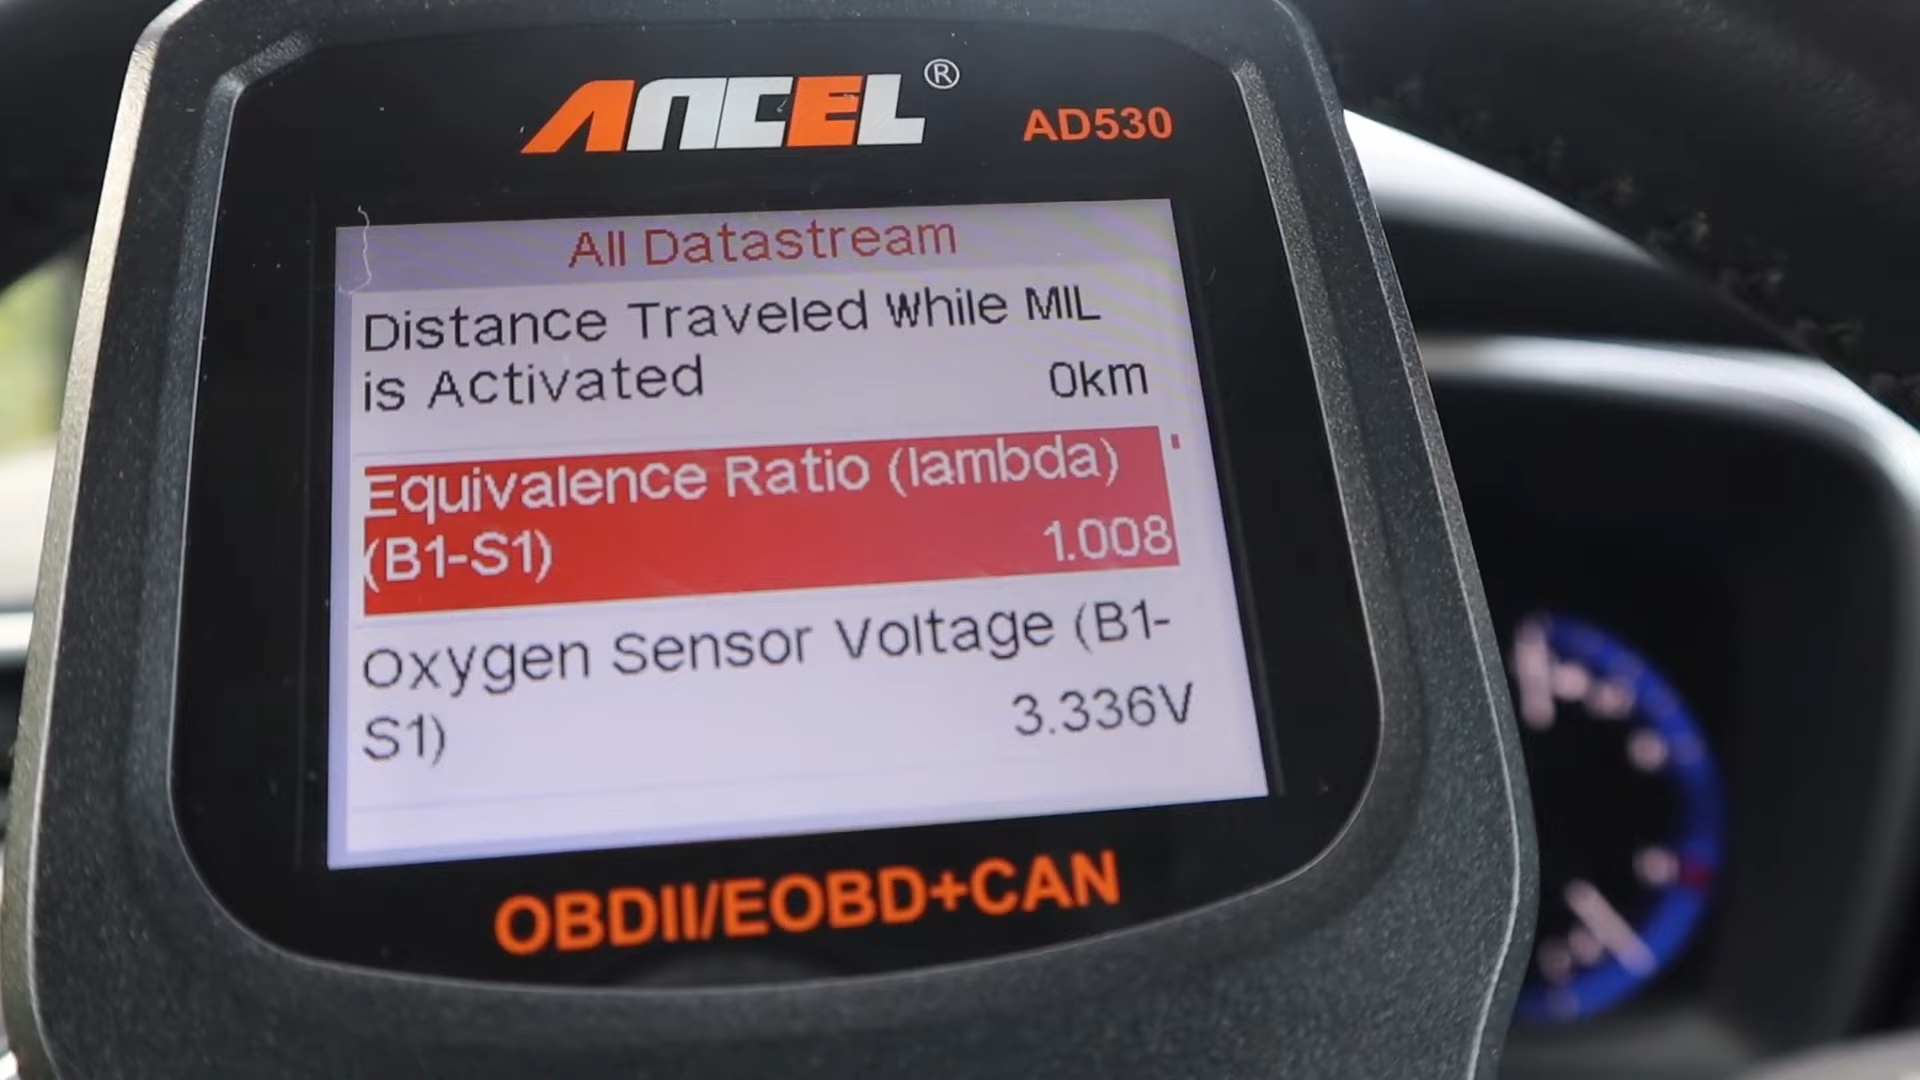 ANCEL®
AD530
All Datastream
Distance Traveled While MIL
is Activated 0km
Equivalence Ratio (lambda)
(B1-S1) 1.008
Oxygen Sensor Voltage (B1-
S1) 3.336V
OBDII/EOBD+CAN